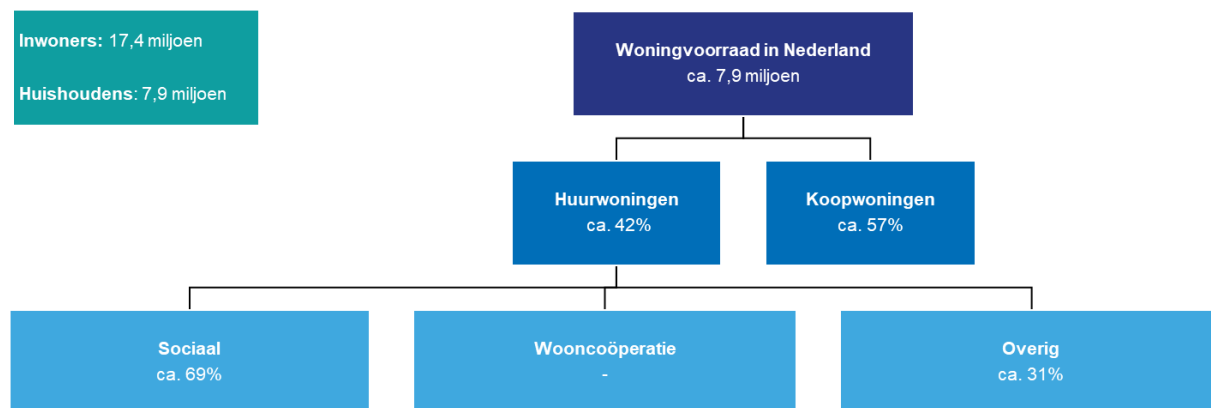 Inwoners: 17,4 miljoen
Huishoudens: 7,9 miljoen
Woningvoorraad in Nederland
ca. 7,9 miljoen
Huurwoningen
ca. 42%
Koopwoningen
ca. 57%
Sociaal
ca. 69%
Wooncoöperatie
-
Overig
ca. 31%